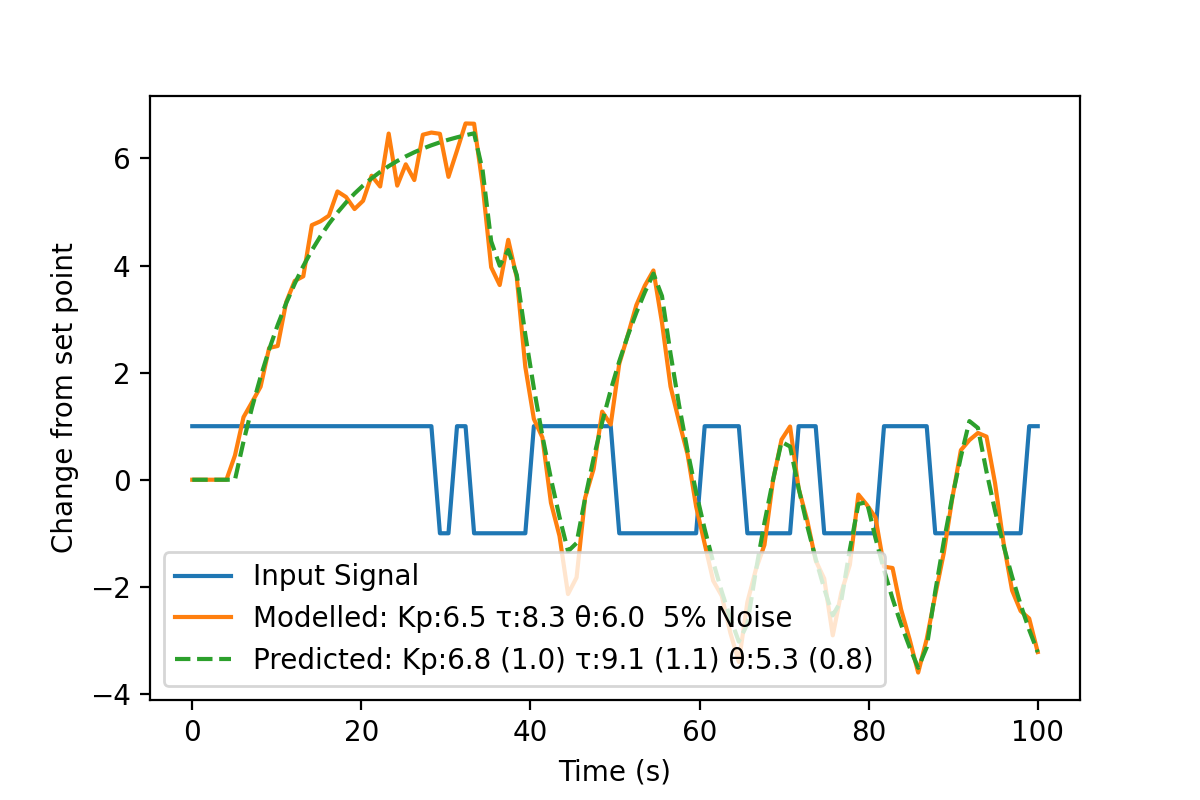 6
4
2
0
−2
−4
Change from set point
Input Signal
Modelled: Kp:6.5 τ:8.3 θ:6.0  5% Noise
Predicted: Kp:6.8 (1.0) τ:9.1 (1.1) θ:5.3 (0.8)
0 20 40 60 80 100
Time (s)